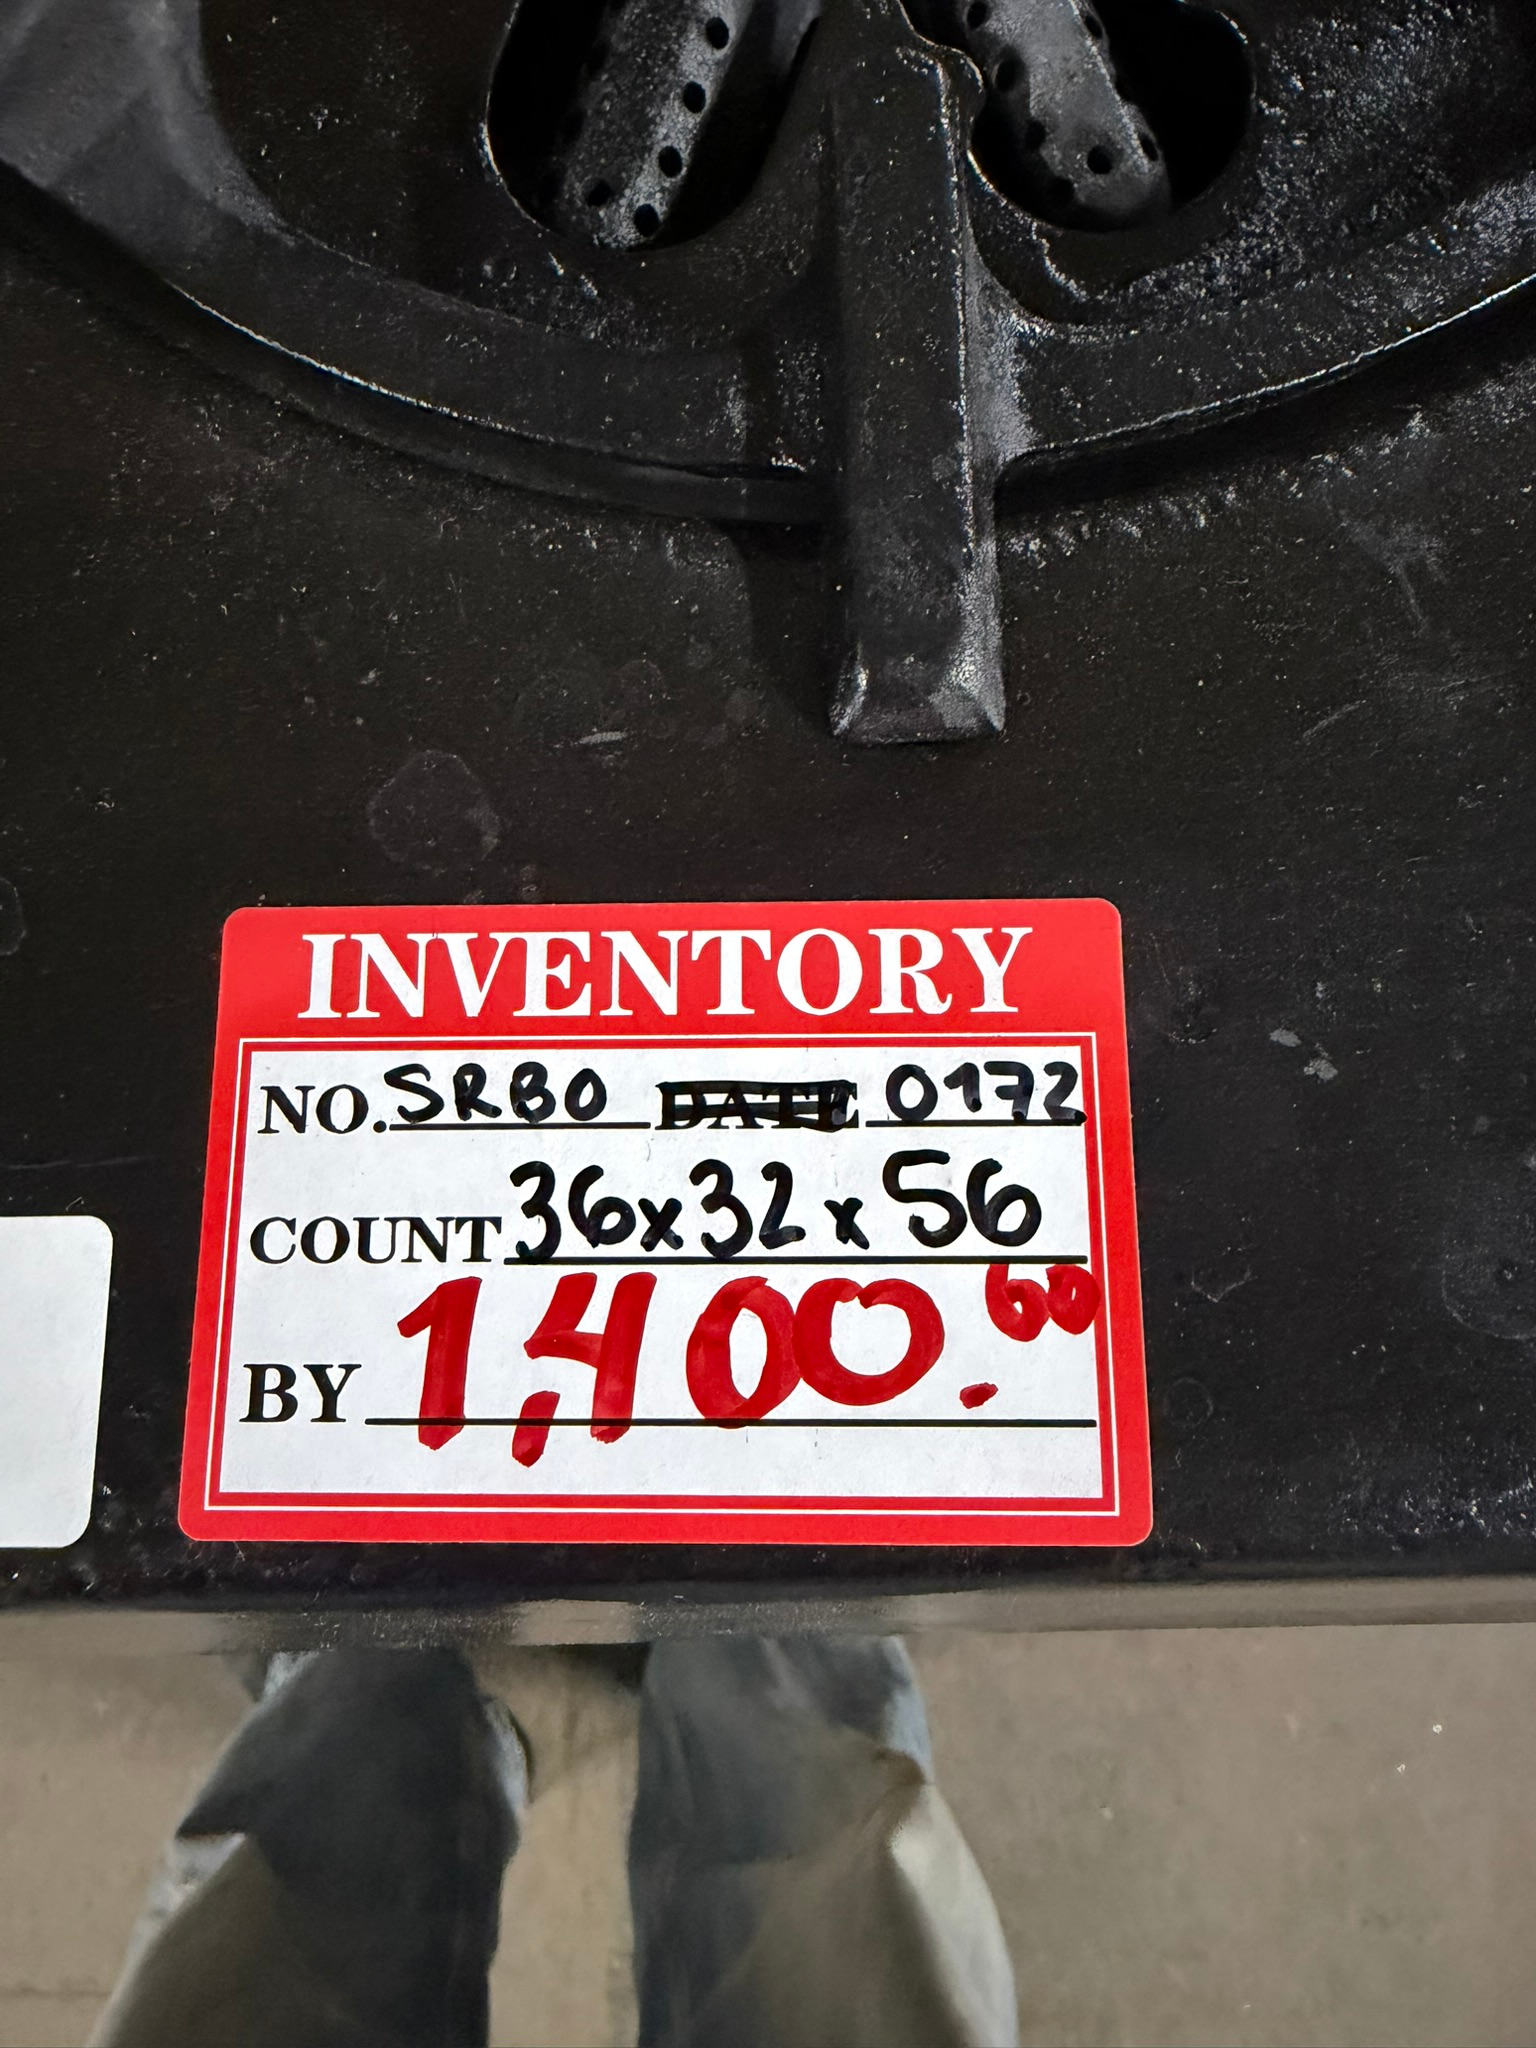 INVENTORY
NO. SRBO DATE 0172
COUNT 36x32x56
BY 1,400.00